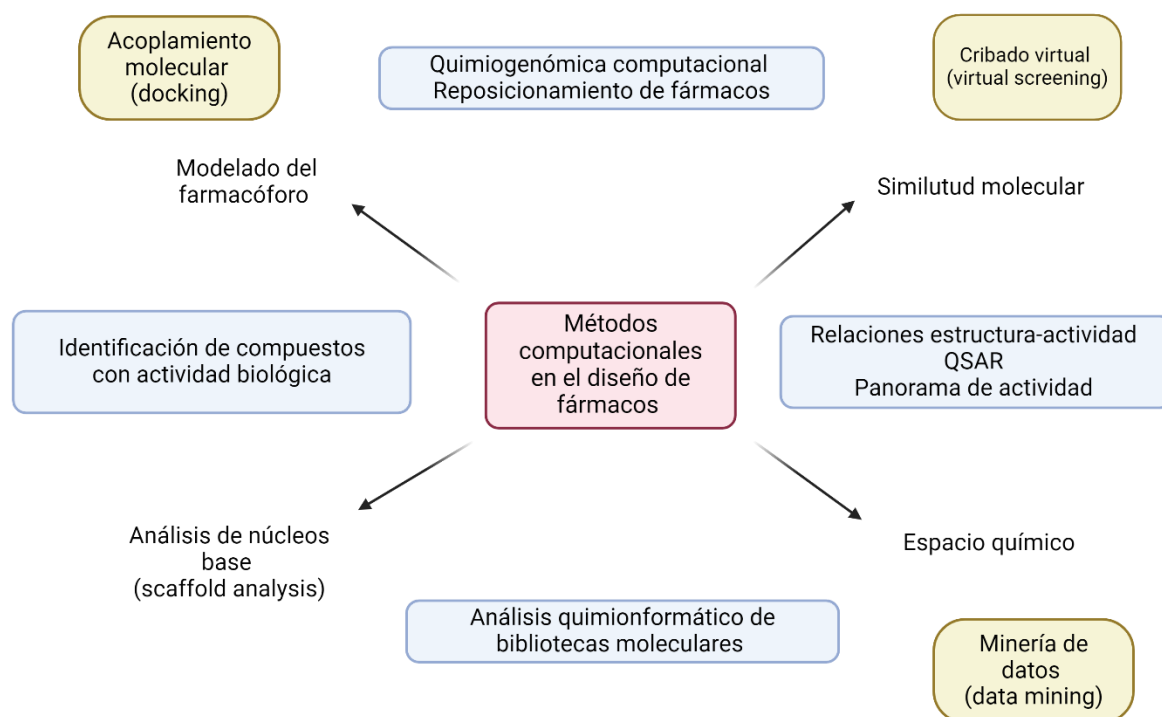 Acoplamiento
molecular
(docking)
Quimiogenómica computacional
Reposicionamiento de fármacos
Cribado virtual
(virtual screening)
Modelado del
farmacóforo
Similutud molecular
Identificación de compuestos
con actividad biológica
Métodos
computacionales
en el diseño de
fármacos
Relaciones estructura-actividad
QSAR
Panorama de actividad
Análisis de núcleos
base
(scaffold analysis)
Espacio químico
Análisis quimionformático de
bibliotecas moleculares
Minería de
datos
(data mining)